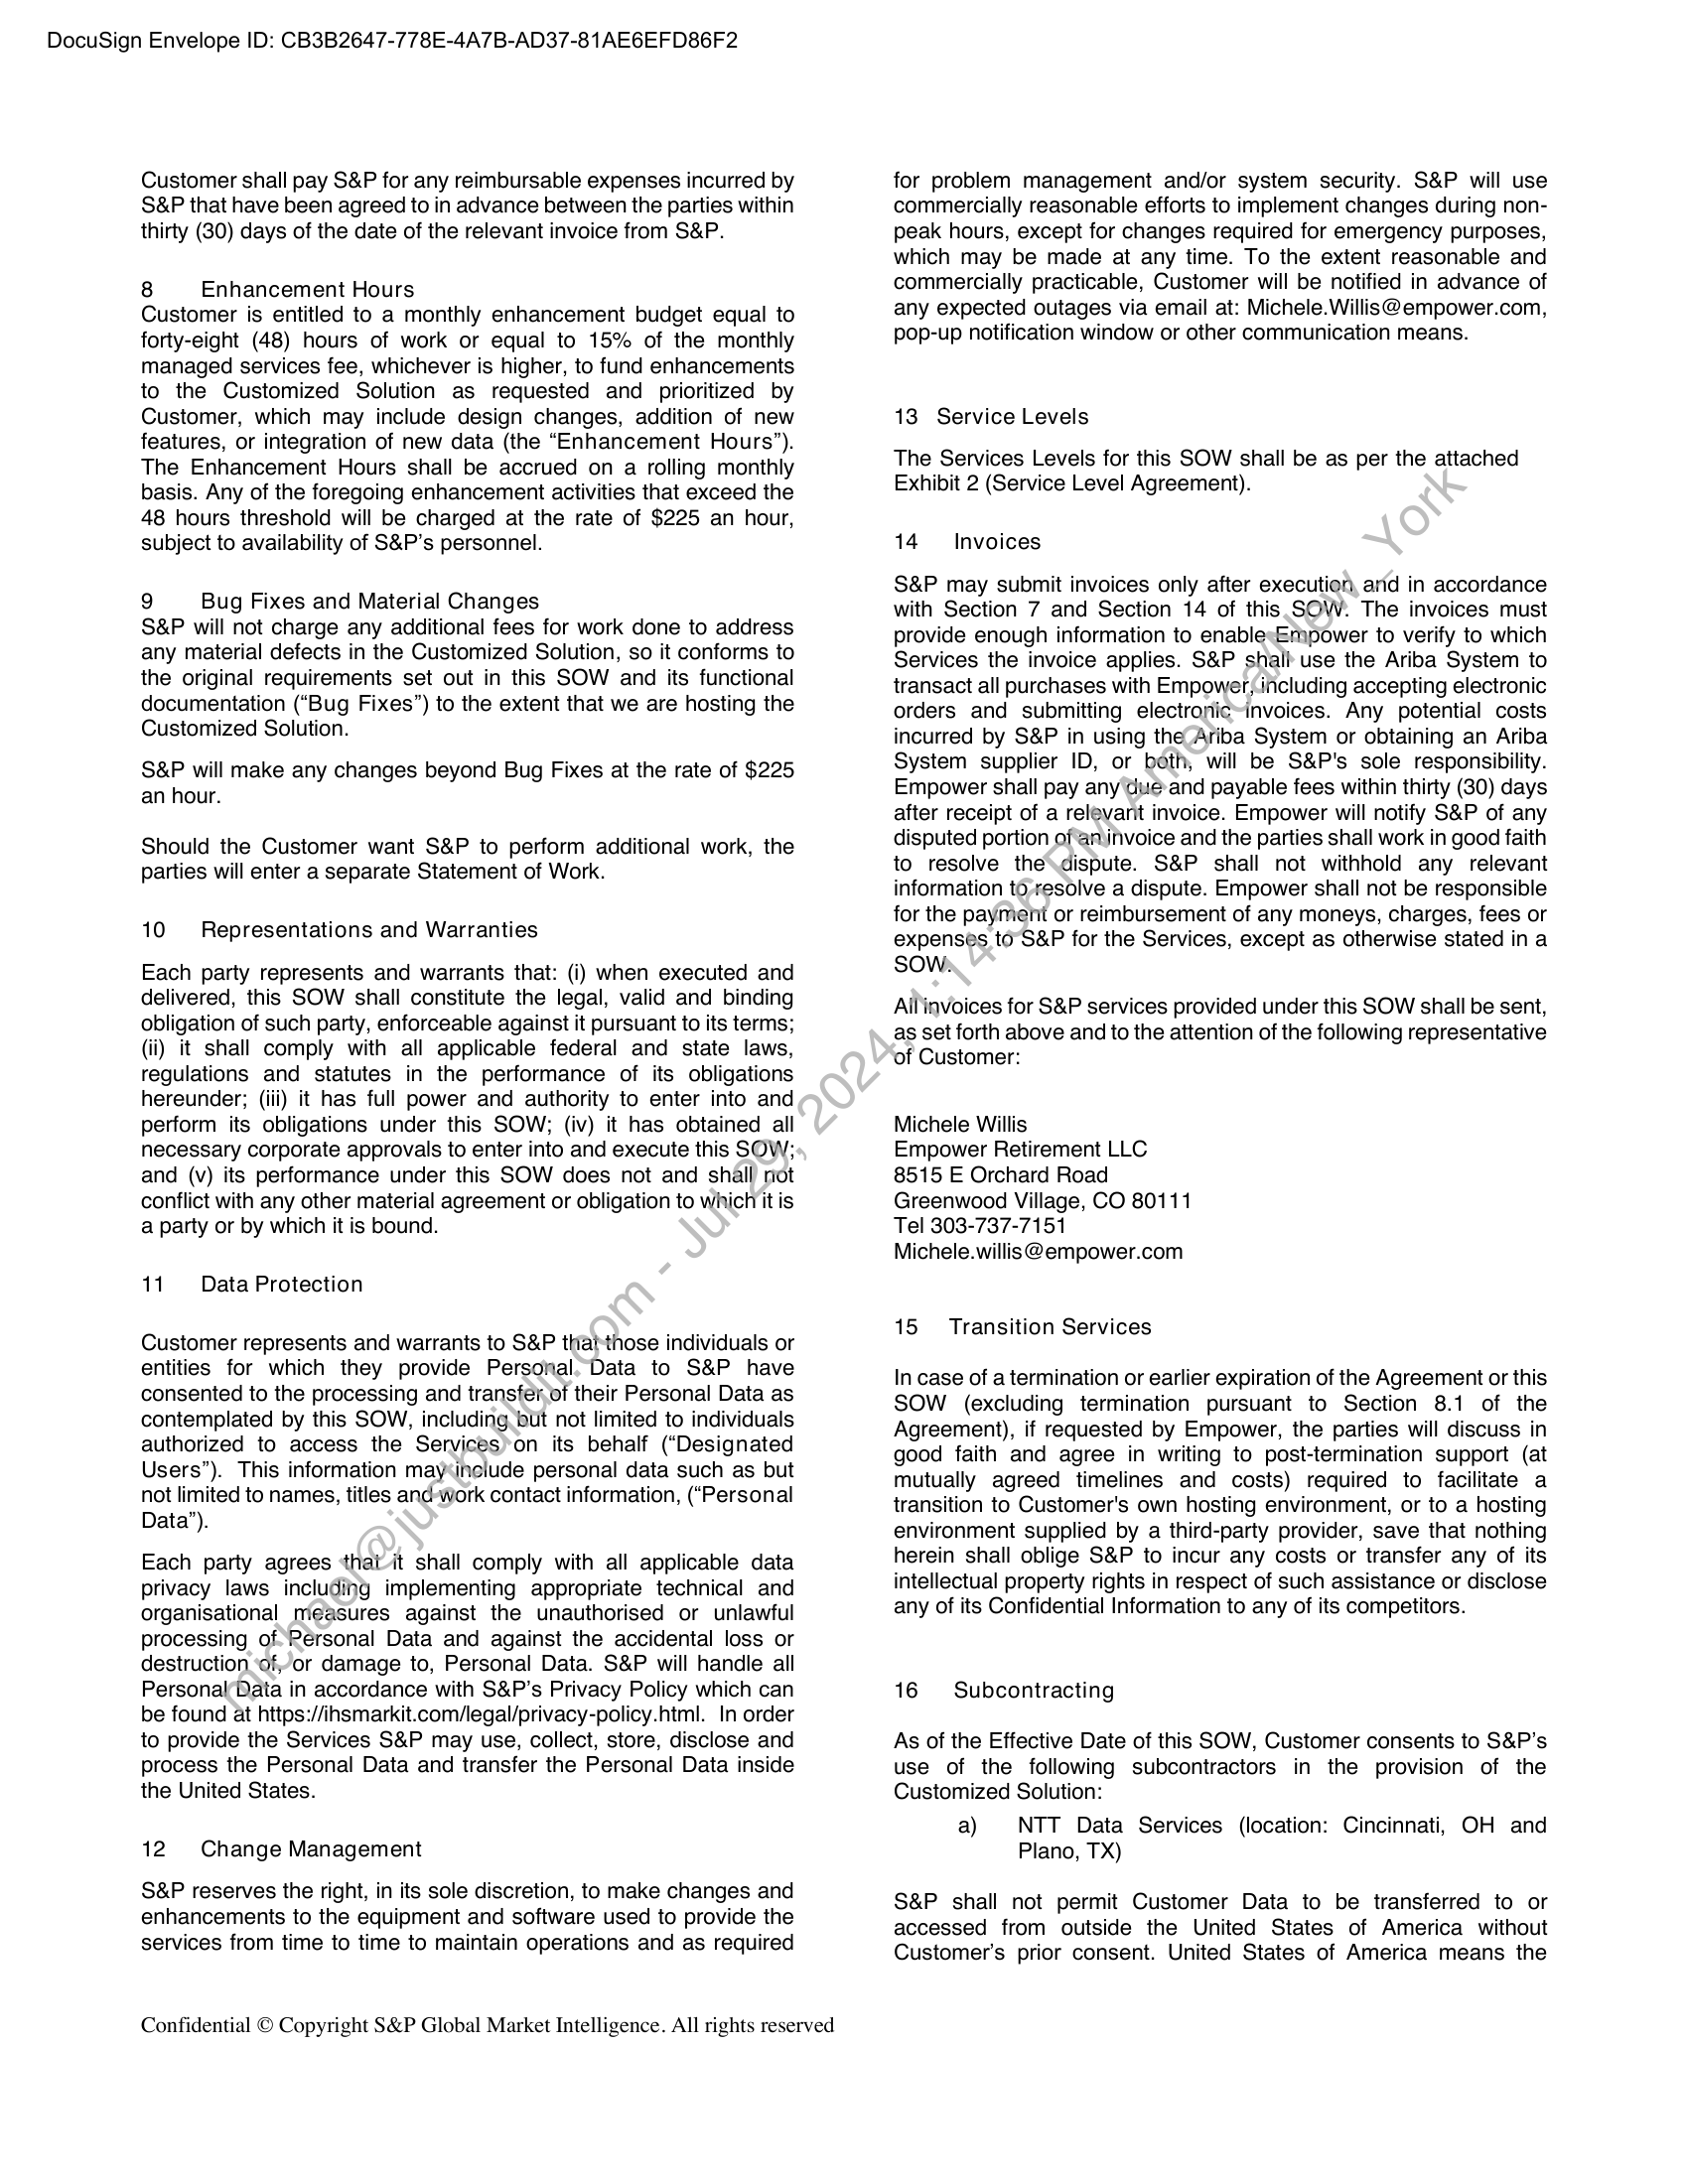 DocuSign Envelope ID: CB3B2647-778E-4A7B-AD37-81AE6EFD86F2
Customer shall pay S&P for any reimbursable expenses incurred by
S&P that have been agreed to in advance between the parties within
thirty (30) days of the date of the relevant invoice from S&P.
8 Enhancement Hours
Customer is entitled to a monthly enhancement budget equal to
forty-eight (48) hours of work or equal to 15% of the monthly
managed services fee, whichever is higher, to fund enhancements
to the Customized Solution as requested and prioritized by
Customer, which may include design changes, addition of new
features, or integration of new data (the “Enhancement Hours”).
The Enhancement Hours shall be accrued on a rolling monthly
basis. Any of the foregoing enhancement activities that exceed the
48 hours threshold will be charged at the rate of $225 an hour,
subject to availability of S&P’s personnel.
9 Bug Fixes and Material Changes
S&P will not charge any additional fees for work done to address
any material defects in the Customized Solution, so it conforms to
the original requirements set out in this SOW and its functional
documentation (“Bug Fixes”) to the extent that we are hosting the
Customized Solution.
S&P will make any changes beyond Bug Fixes at the rate of $225
an hour.
Should the Customer want S&P to perform additional work, the
parties will enter a separate Statement of Work.
10 Representations and Warranties
Each party represents and warrants that: (i) when executed and
delivered, this SOW shall constitute the legal, valid and binding
obligation of such party, enforceable against it pursuant to its terms;
(ii) it shall comply with all applicable federal and state laws,
regulations and statutes in the performance of its obligations
hereunder; (iii) it has full power and authority to enter into and
perform its obligations under this SOW; (iv) it has obtained all
necessary corporate approvals to enter into and execute this SOW;
and (v) its performance under this SOW does not and shall not
conflict with any other material agreement or obligation to which it is
a party or by which it is bound.
11 Data Protection
Customer represents and warrants to S&P that those individuals or
entities for which they provide Personal Data to S&P have
consented to the processing and transfer of their Personal Data as
contemplated by this SOW, including but not limited to individuals
authorized to access the Services on its behalf (“Designated
Users”). This information may include personal data such as but
not limited to names, titles and work contact information, (“Personal
Data”).
Each party agrees that it shall comply with all applicable data
privacy laws including implementing appropriate technical and
organisational measures against the unauthorised or unlawful
processing of Personal Data and against the accidental loss or
destruction of, or damage to, Personal Data. S&P will handle all
Personal Data in accordance with S&P’s Privacy Policy which can
be found at https://ihsmarkit.com/legal/privacy-policy.html. In order
to provide the Services S&P may use, collect, store, disclose and
process the Personal Data and transfer the Personal Data inside
the United States.
12 Change Management
S&P reserves the right, in its sole discretion, to make changes and
enhancements to the equipment and software used to provide the
services from time to time to maintain operations and as required
for problem management and/or system security. S&P will use
commercially reasonable efforts to implement changes during non-
peak hours, except for changes required for emergency purposes,
which may be made at any time. To the extent reasonable and
commercially practicable, Customer will be notified in advance of
any expected outages via email at: Michele.Willis@empower.com,
pop-up notification window or other communication means.
13 Service Levels
The Services Levels for this SOW shall be as per the attached
Exhibit 2 (Service Level Agreement).
14 Invoices
S&P may submit invoices only after execution and in accordance
with Section 7 and Section 14 of this SOW. The invoices must
provide enough information to enable Empower to verify to which
Services the invoice applies. S&P shall use the Ariba System to
transact all purchases with Empower, including accepting electronic
orders and submitting electronic invoices. Any potential costs
incurred by S&P in using the Ariba System or obtaining an Ariba
System supplier ID, or both, will be S&P's sole responsibility.
Empower shall pay any due and payable fees within thirty (30) days
after receipt of a relevant invoice. Empower will notify S&P of any
disputed portion of an invoice and the parties shall work in good faith
to resolve the dispute. S&P shall not withhold any relevant
information to resolve a dispute. Empower shall not be responsible
for the payment or reimbursement of any moneys, charges, fees or
expenses to S&P for the Services, except as otherwise stated in a
SOW.
All invoices for S&P services provided under this SOW shall be sent,
as set forth above and to the attention of the following representative
of Customer:
Michele Willis
Empower Retirement LLC
8515 E Orchard Road
Greenwood Village, CO 80111
Tel 303-737-7151
Michele.willis@empower.com
15 Transition Services
In case of a termination or earlier expiration of the Agreement or this
SOW (excluding termination pursuant to Section 8.1 of the
Agreement), if requested by Empower, the parties will discuss in
good faith and agree in writing to post-termination support (at
mutually agreed timelines and costs) required to facilitate a
transition to Customer's own hosting environment, or to a hosting
environment supplied by a third-party provider, save that nothing
herein shall oblige S&P to incur any costs or transfer any of its
intellectual property rights in respect of such assistance or disclose
any of its Confidential Information to any of its competitors.
16 Subcontracting
As of the Effective Date of this SOW, Customer consents to S&P’s
use of the following subcontractors in the provision of the
Customized Solution:
a) NTT Data Services (location: Cincinnati, OH and
Plano, TX)
S&P shall not permit Customer Data to be transferred to or
accessed from outside the United States of America without
Customer’s prior consent. United States of America means the
Confidential © Copyright S&P Global Market Intelligence. All rights reserved
michael@justbuildit.com - Jul 29, 2024, 1:14:36 PM America/New_York